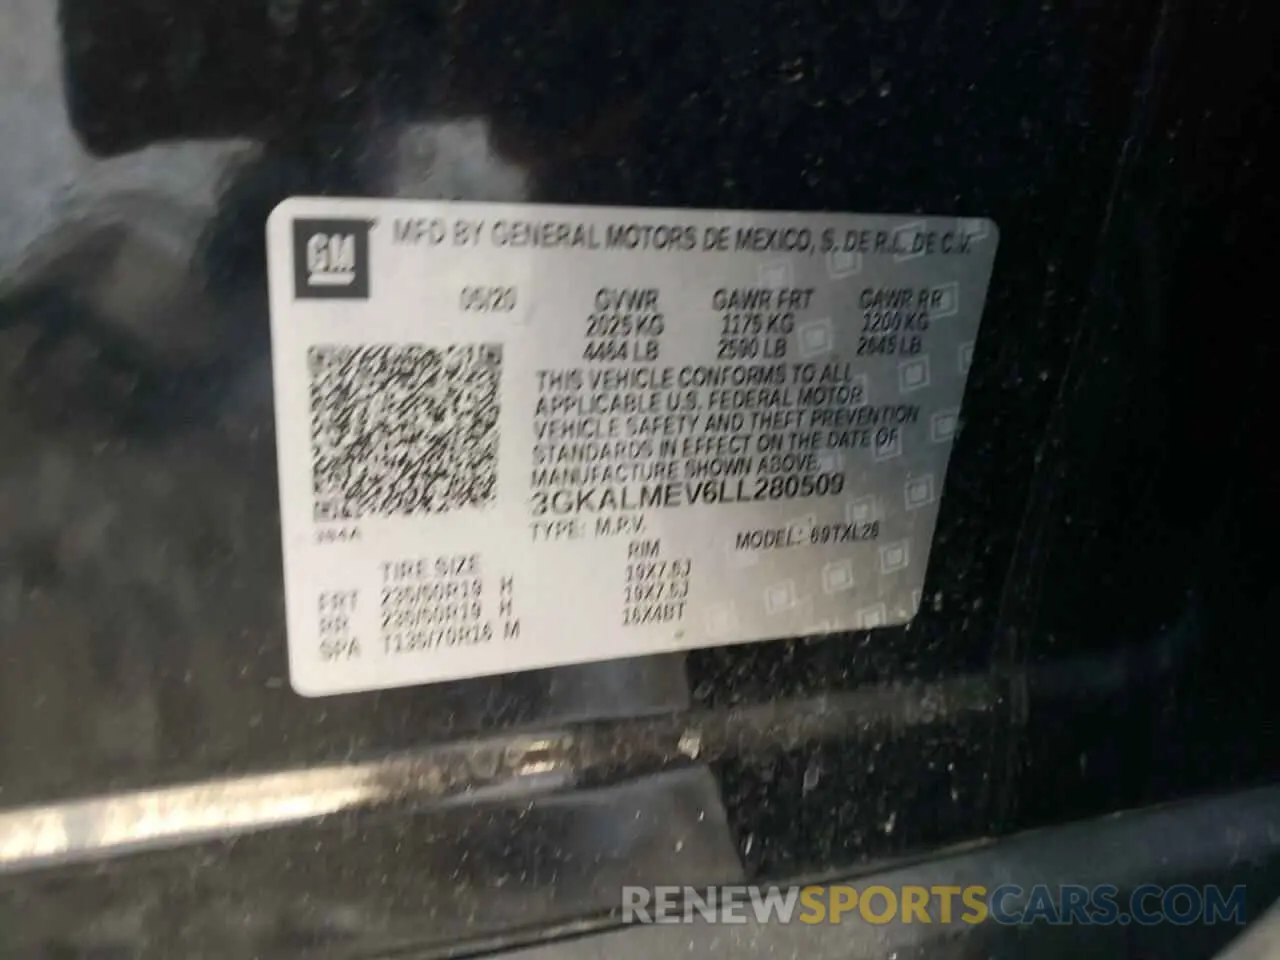 GM
MFD BY GENERAL MOTORS DE MEXICO, S. DE R.L. DE C.V.
05/20
GVWR GAWR FRT GAWR RR
2025 KG 1175 KG 1200 KG
4464 LB 2590 LB 2645 LB
THIS VEHICLE CONFORMS TO ALL
APPLICABLE U.S. FEDERAL MOTOR
VEHICLE SAFETY AND THEFT PREVENTION
STANDARDS IN EFFECT ON THE DATE OF
MANUFACTURE SHOWN ABOVE.
3GKALMEV6LL280509
TYPE: M.P.V. MODEL: 69TXL26
TIRE SIZE RIM
FRT 235/50R19 H 19X7.5J
RR 235/50R19 H 19X7.5J
SPA T135/70R16 M 16X4BT
RENEWSPORTSCARS.COM